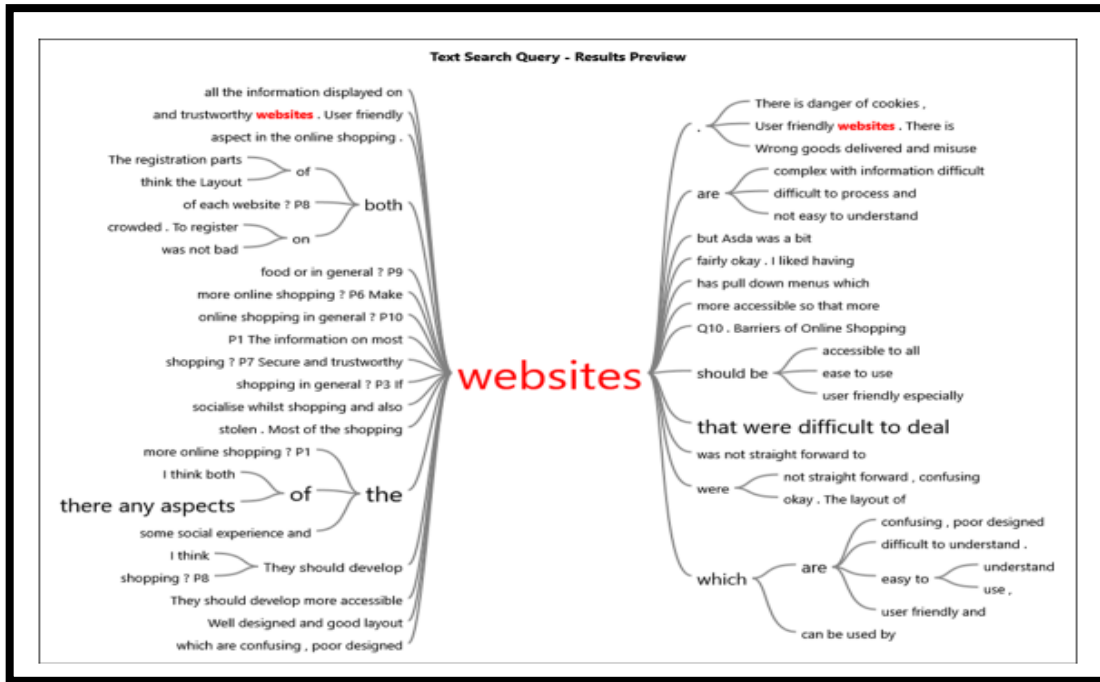 Text Search Query - Results Preview
all the information displayed on
and trustworthy websites . User friendly
aspect in the online shopping .
The registration parts
think the Layout
of
of each website ? P8
crowded . To register
was not bad
on
both
food or in general ? P9
more online shopping ? P6 Make
online shopping in general ? P10
P1 The information on most
shopping ? P7 Secure and trustworthy
shopping in general ? P3 If
socialise whilst shopping and also
stolen . Most of the shopping
more online shopping ? P1
I think both
there any aspects
of
some social experience and
the
I think
shopping ? P8
They should develop
They should develop more accessible
Well designed and good layout
which are confusing , poor designed
websites
.
There is danger of cookies ,
User friendly websites . There is
Wrong goods delivered and misuse
are
complex with information difficult
difficult to process and
not easy to understand
but Asda was a bit
fairly okay . I liked having
has pull down menus which
more accessible so that more
Q10 . Barriers of Online Shopping
should be
accessible to all
ease to use
user friendly especially
that were difficult to deal
was not straight forward to
were
not straight forward , confusing
okay . The layout of
which
are
confusing , poor designed
difficult to understand .
easy to
understand
use ,
user friendly and
can be used by